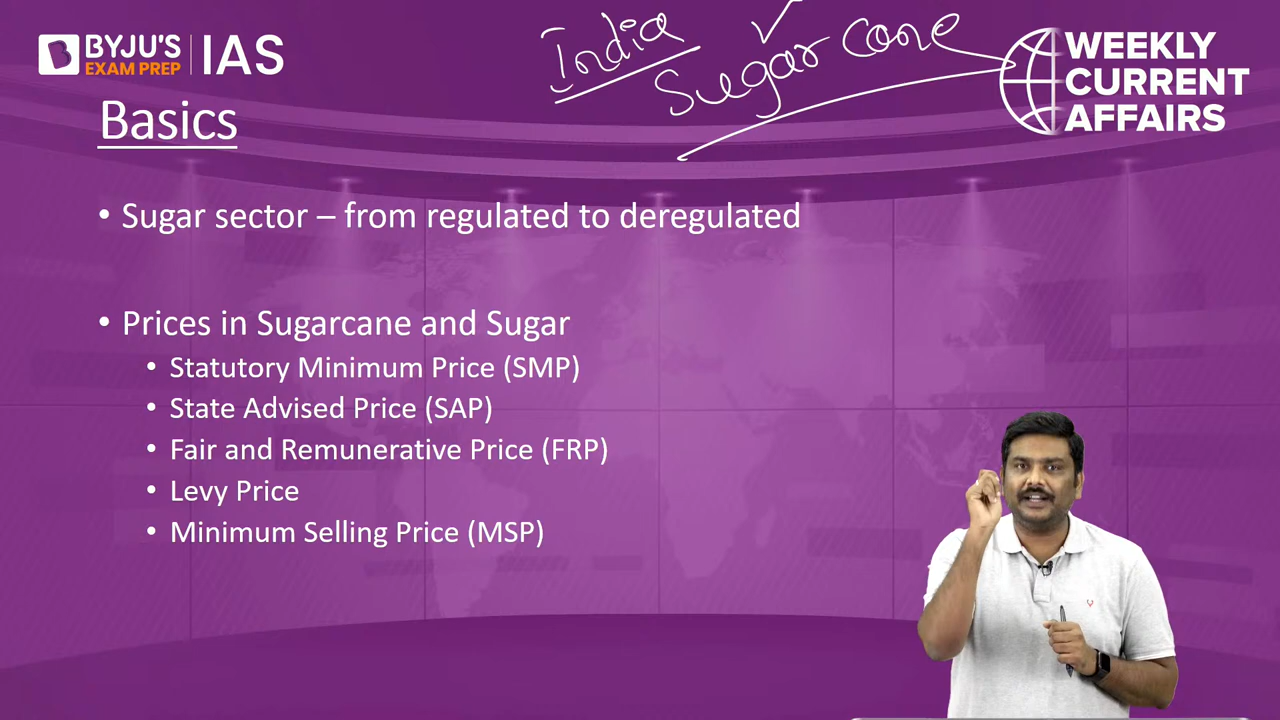 BYJU'S
EXAM PREP
IAS
India
Sugar cane
WEEKLY
CURRENT
AFFAIRS
Basics
• Sugar sector – from regulated to deregulated
• Prices in Sugarcane and Sugar
• Statutory Minimum Price (SMP)
• State Advised Price (SAP)
• Fair and Remunerative Price (FRP)
• Levy Price
• Minimum Selling Price (MSP)